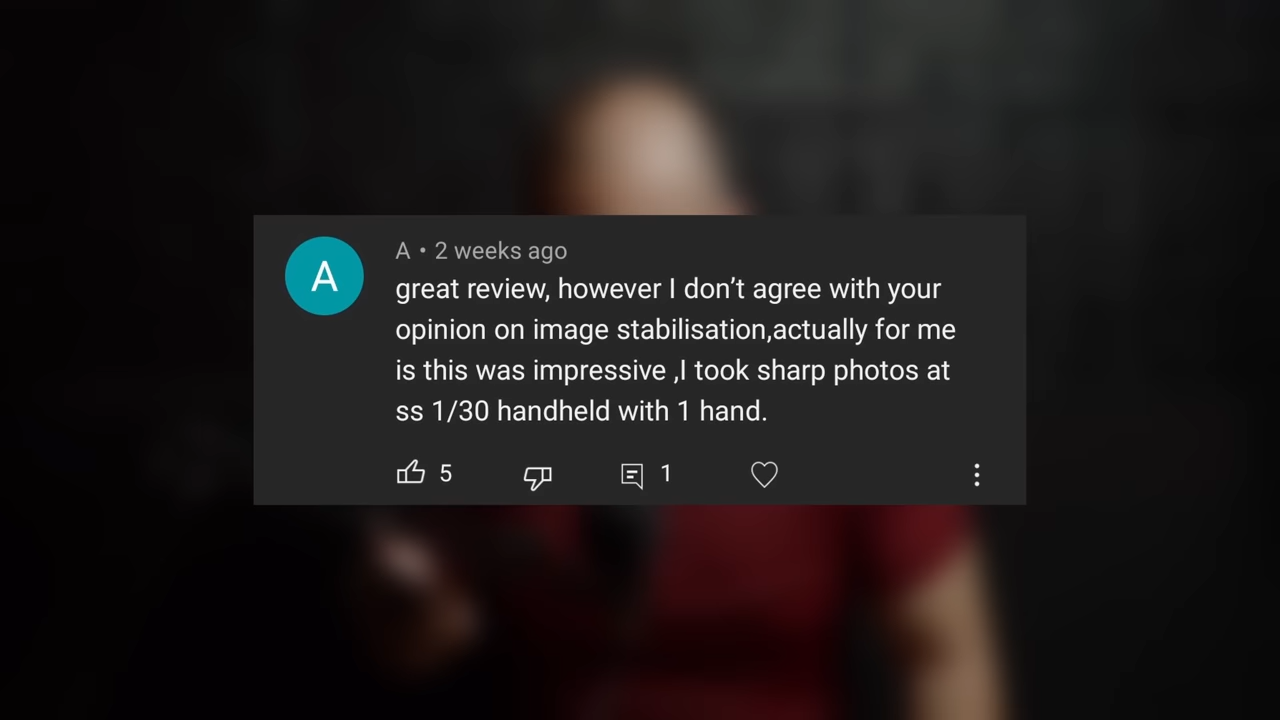 A
A • 2 weeks ago
great review, however I don’t agree with your
opinion on image stabilisation,actually for me
is this was impressive ,I took sharp photos at
ss 1/30 handheld with 1 hand.
5
1